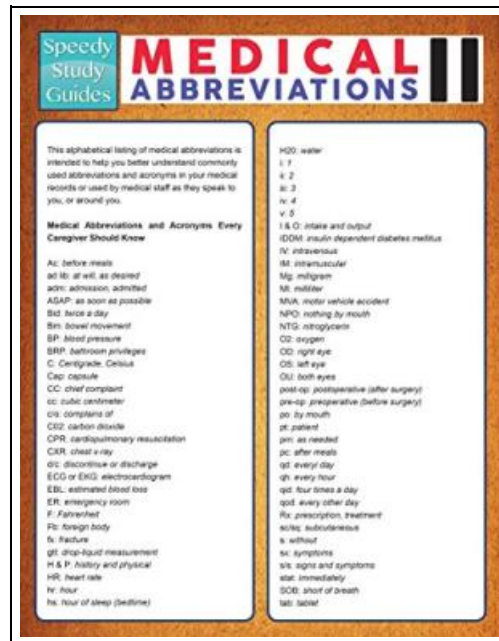 Speedy
Study
Guides
MEDICAL II
ABBREVIATIONS
This alphabetical listing of medical abbreviations is
intended to help you better understand commonly
used abbreviations and acronyms in your medical
records or used by medical staff as they speak to
you, or around you.
Medical Abbreviations and Acronyms Every
Caregiver Should Know
Ac: before meals
ad lib: at will, as desired
adm: admission, admitted
ASAP: as soon as possible
Bid: twice a day
Bm: bowel movement
BP: blood pressure
BRP: bathroom privileges
C: Centigrade, Celsius
Cap: capsule
CC: chief complaint
cc: cubic centimeter
c/o: complains of
C02: carbon dioxide
CPR: cardiopulmonary resuscitation
CXR: chest x-ray
d/c: discontinue or discharge
ECG or EKG: electrocardiogram
EBL: estimated blood loss
ER: emergency room
F: Fahrenheit
Fb: foreign body
fx: fracture
gtt: drop-liquid measurement
H & P: history and physical
HR: heart rate
hr: hour
hs: hour of sleep (bedtime)
H20: water
i: 1
ii: 2
iii: 3
iv: 4
v: 5
I & O: intake and output
IDDM: insulin dependent diabetes mellitus
IV: intravenous
IM: intramuscular
Mg: milligram
Ml: milliliter
MVA: motor vehicle accident
NPO: nothing by mouth
NTG: nitroglycerin
O2: oxygen
OD: right eye
OS: left eye
OU: both eyes
post-op: postoperative (after surgery)
pre-op: preoperative (before surgery)
po: by mouth
pt: patient
prn: as needed
pc: after meals
qd: everyl day
qh: every hour
qid: four times a day
qod: every other day
Rx: prescription, treatment
sc/sq: subcutaneous
s: without
sx: symptoms
s/s: signs and symptoms
stat: immediately
SOB: short of breath
tab: tablet